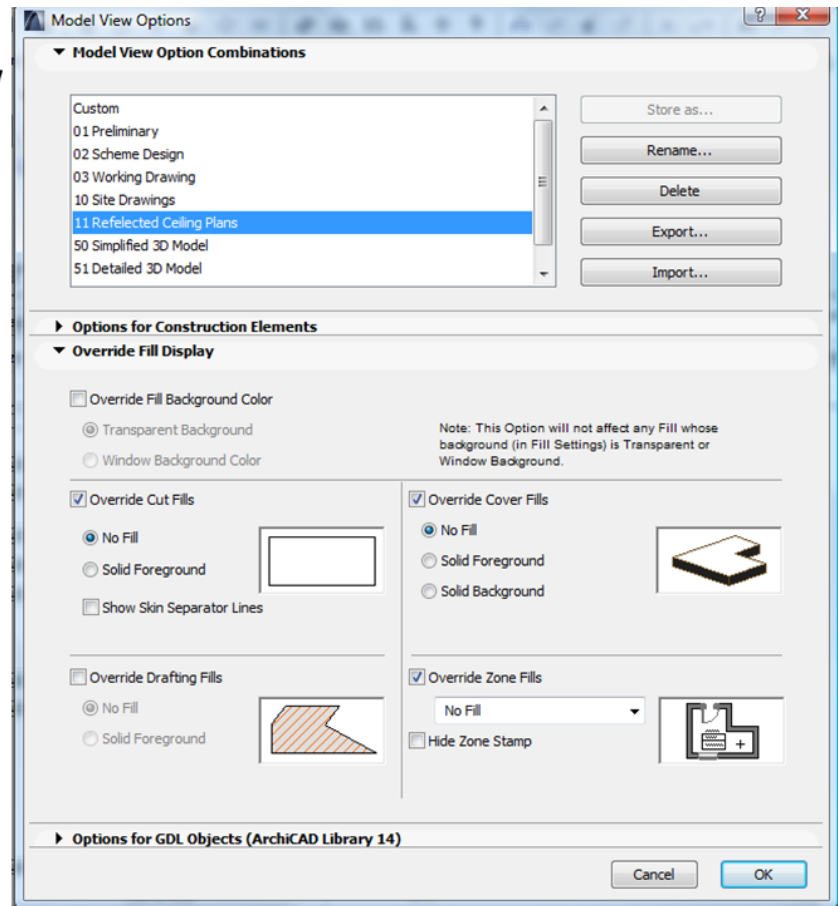 Model View Options
Model View Option Combinations
Custom
01 Preliminary
02 Scheme Design
03 Working Drawing
10 Site Drawings
11 Refelected Ceiling Plans
50 Simplified 3D Model
51 Detailed 3D Model
Store as...
Rename...
Delete
Export...
Import...
Options for Construction Elements
Override Fill Display
Override Fill Background Color
Transparent Background
Window Background Color
Note: This Option will not affect any Fill whose
background (in Fill Settings) is Transparent or
Window Background.
Override Cut Fills
No Fill
Solid Foreground
Show Skin Separator Lines
Override Cover Fills
No Fill
Solid Foreground
Solid Background
Override Drafting Fills
No Fill
Solid Foreground
Override Zone Fills
No Fill
Hide Zone Stamp
Options for GDL Objects (ArchiCAD Library 14)
Cancel
OK